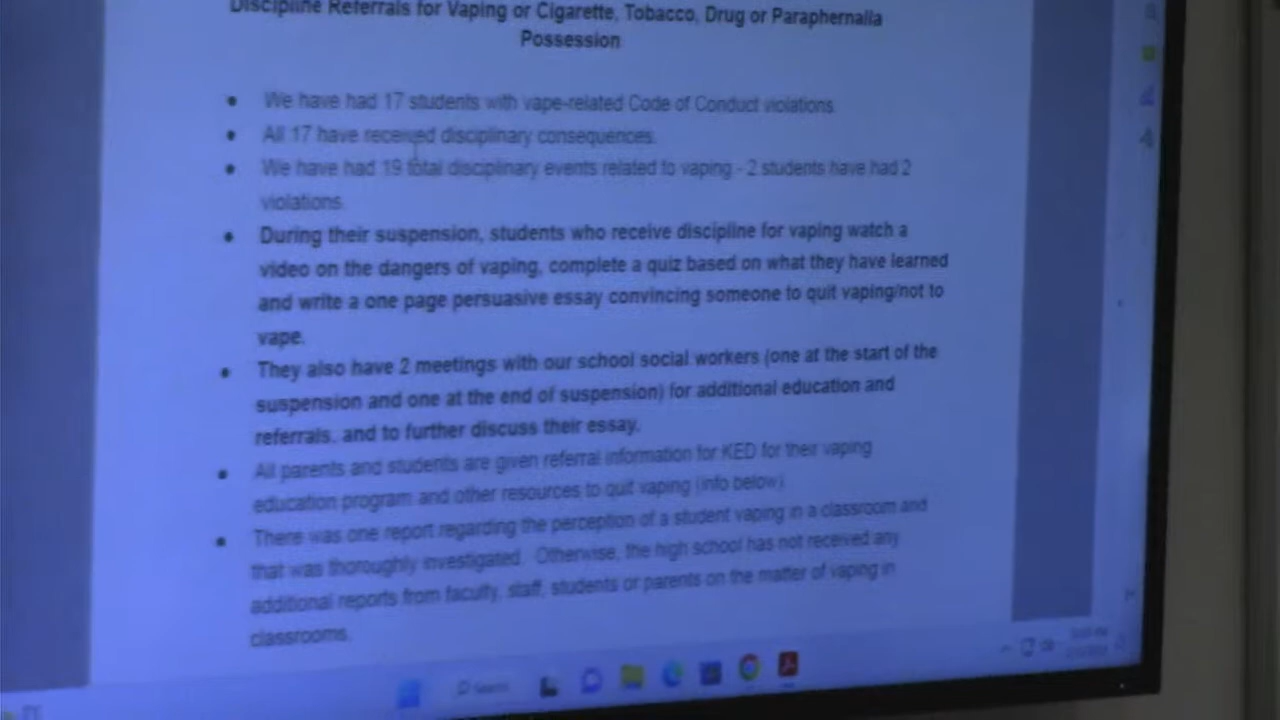 Discipline Referrals for Vaping or Cigarette, Tobacco, Drug or Paraphernalia
Possession
• We have had 17 students with vape-related Code of Conduct violations.
• All 17 have received disciplinary consequences.
• We have had 19 total disciplinary events related to vaping - 2 students have had 2
violations.
• During their suspension, students who receive discipline for vaping watch a
video on the dangers of vaping, complete a quiz based on what they have learned
and write a one page persuasive essay convincing someone to quit vaping/not to
vape.
• They also have 2 meetings with our school social workers (one at the start of the
suspension and one at the end of suspension) for additional education and
referrals, and to further discuss their essay.
• All parents and students are given referral information for KED for their vaping
education program and other resources to quit vaping (info below)
• There was one report regarding the perception of a student vaping in a classroom and
that was thoroughly investigated. Otherwise, the high school has not received any
additional reports from faculty, staff, students or parents on the matter of vaping in
classrooms.
Search